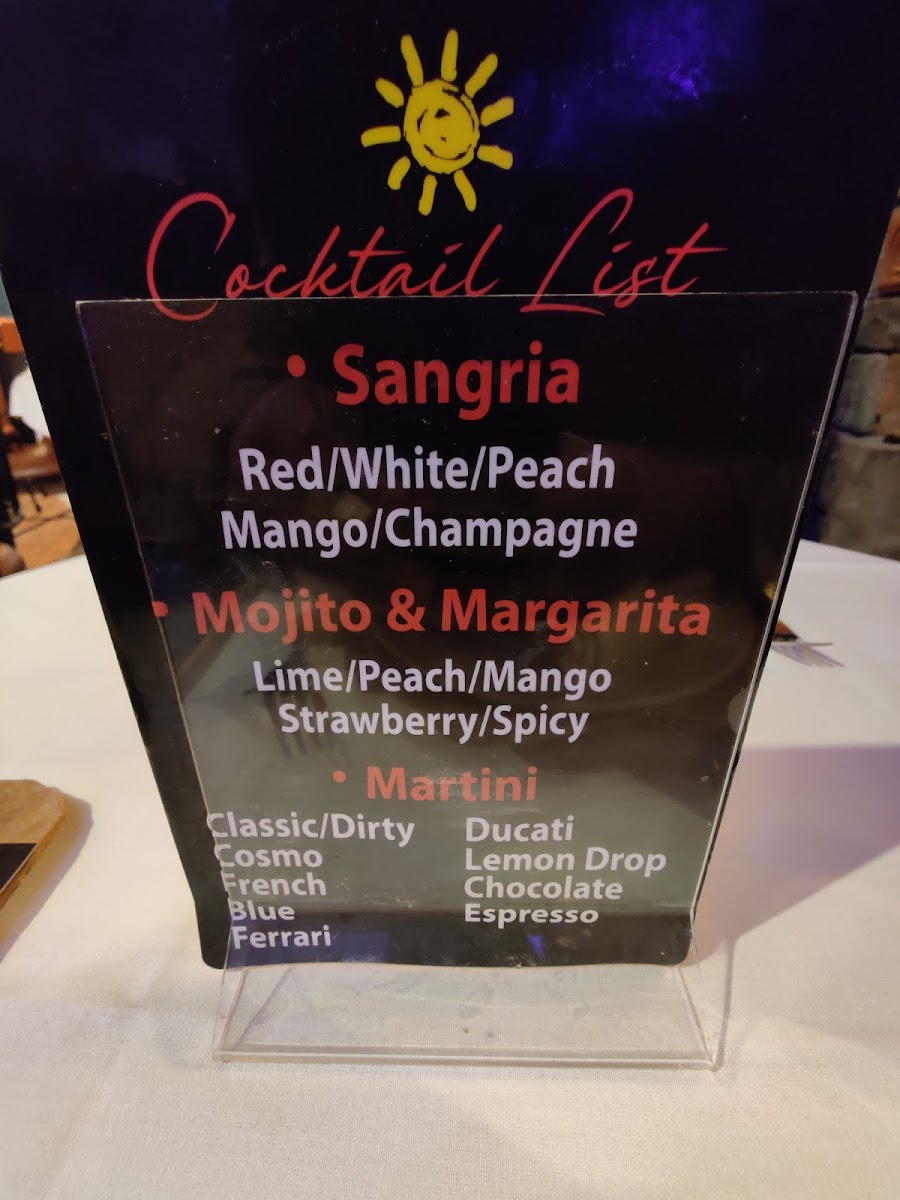 Cocktail List
• Sangria
Red/White/Peach
Mango/Champagne
• Mojito & Margarita
Lime/Peach/Mango
Strawberry/Spicy
• Martini
Classic/Dirty
Cosmo
French
Blue
Ferrari
Ducati
Lemon Drop
Chocolate
Espresso